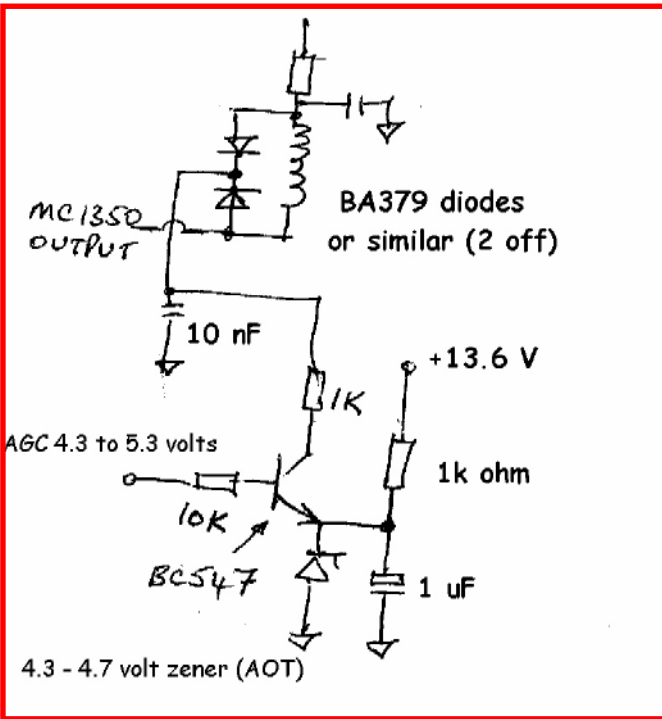 BA379 diodes
or similar (2 off)
MC1350
OUTPUT
10 nF
+13.6 V
1K
AGC 4.3 to 5.3 volts
1k ohm
10K
BC547
1 uF
4.3 - 4.7 volt zener (AOT)